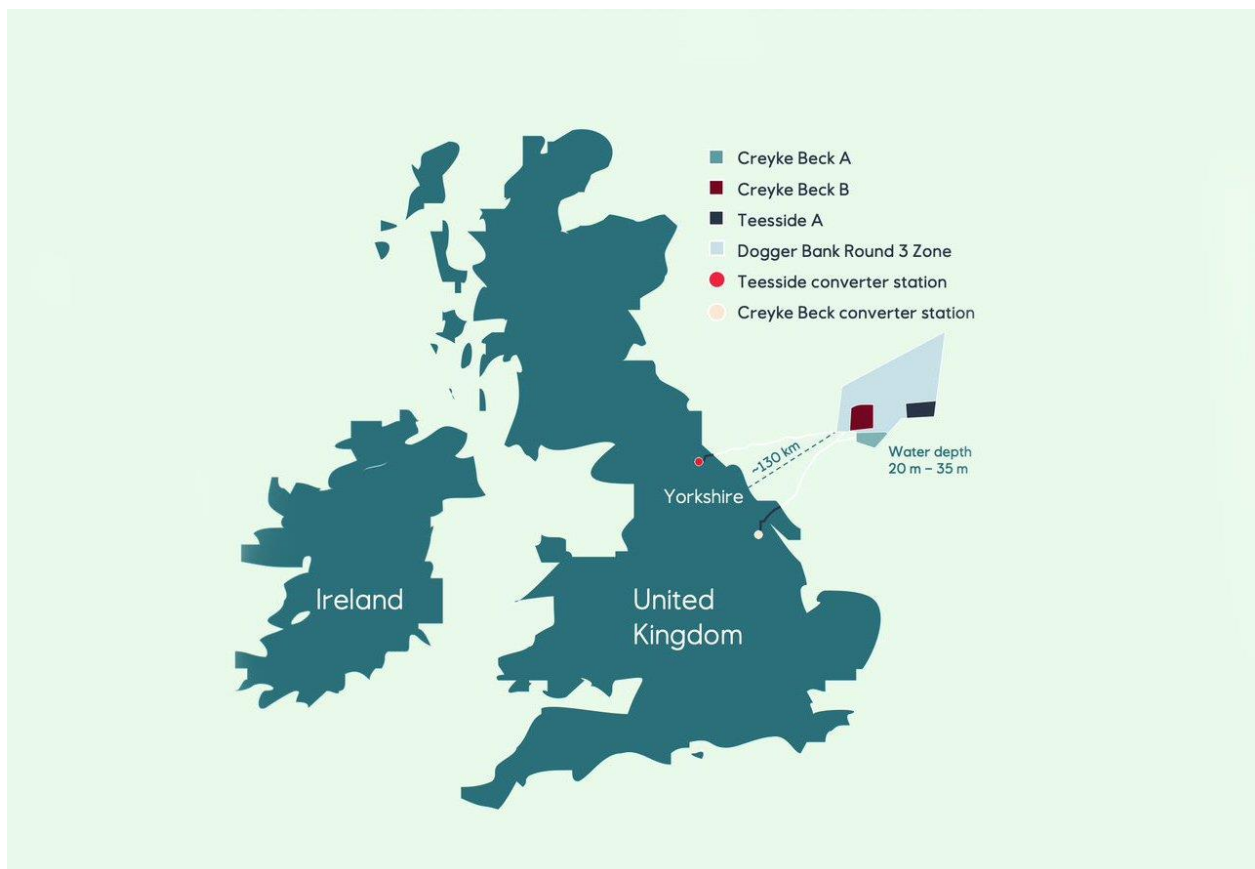 Creyke Beck A
Creyke Beck B
Teesside A
Dogger Bank Round 3 Zone
Teesside converter station
Creyke Beck converter station
~130 km
Water depth
20 m – 35 m
Yorkshire
Ireland
United
Kingdom